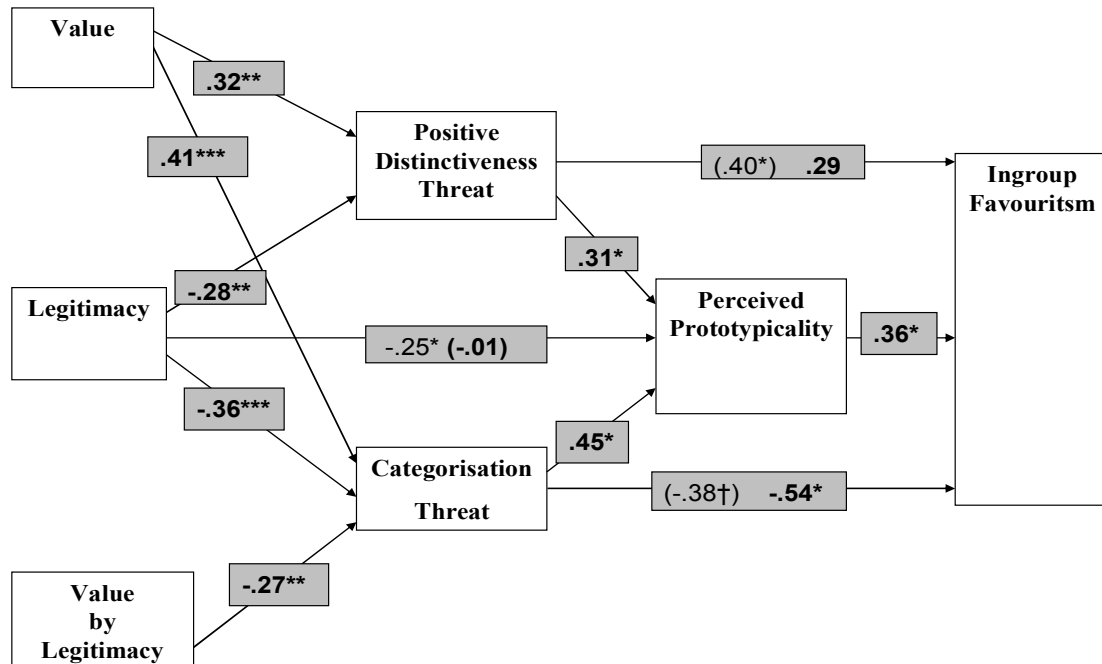 Value
.32**
.41***
Positive
Distinctiveness
Threat
(.40*) .29
Ingroup
Favouritsm
.31*
-.28**
Legitimacy
Perceived
Prototypicality
-.25* (-.01)
.36*
-.36***
.45*
Categorisation
Threat
(-.38†) -.54*
-.27**
Value
by
Legitimacy